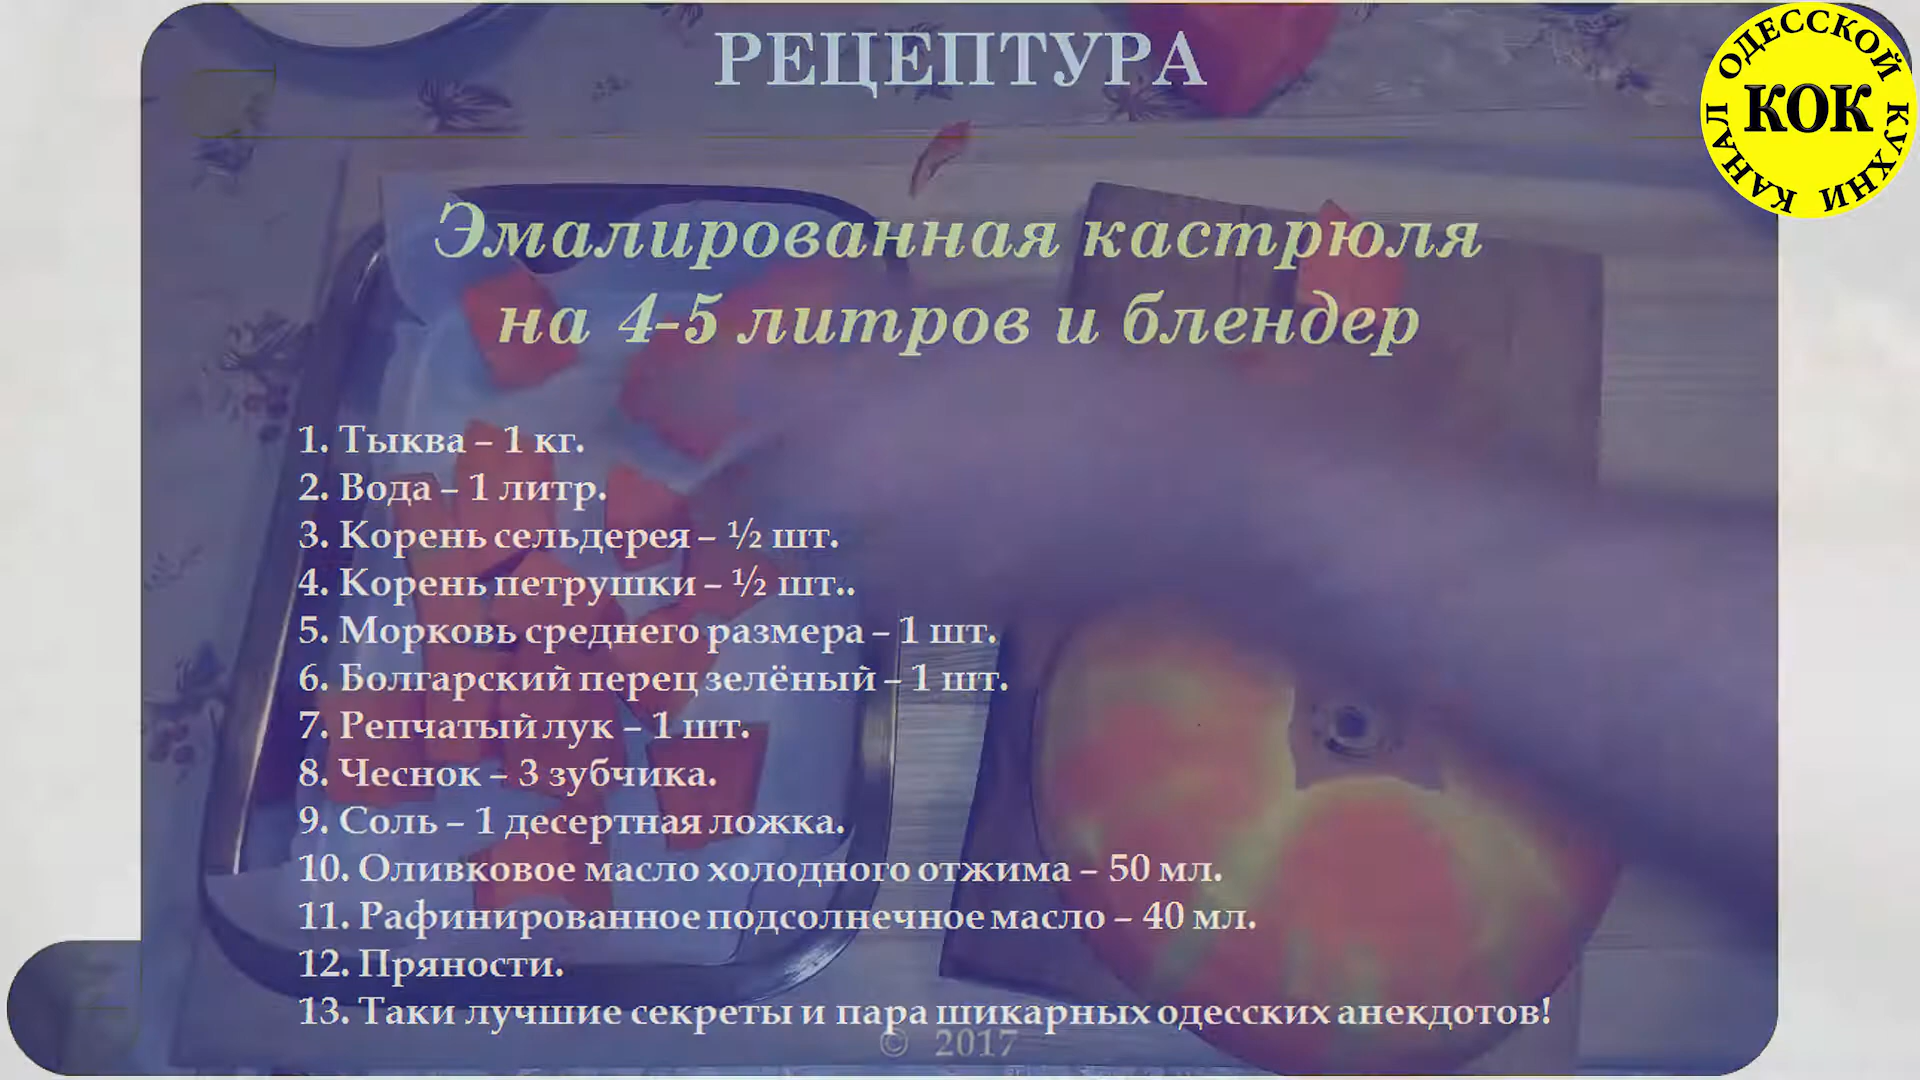 РЕЦЕПТУРА
ОДЕССКОЙ КУХНИ КАНАЛ
КОК
Эмалированная кастрюля
на 4-5 литров и блендер
1. Тыква – 1 кг.
2. Вода – 1 литр.
3. Корень сельдерея – ½ шт.
4. Корень петрушки – ½ шт..
5. Морковь среднего размера – 1 шт.
6. Болгарский перец зелёный – 1 шт.
7. Репчатый лук – 1 шт.
8. Чеснок – 3 зубчика.
9. Соль – 1 десертная ложка.
10. Оливковое масло холодного отжима – 50 мл.
11. Рафинированное подсолнечное масло – 40 мл.
12. Пряности.
13. Таки лучшие секреты и пара шикарных одесских анекдотов!
© 2017